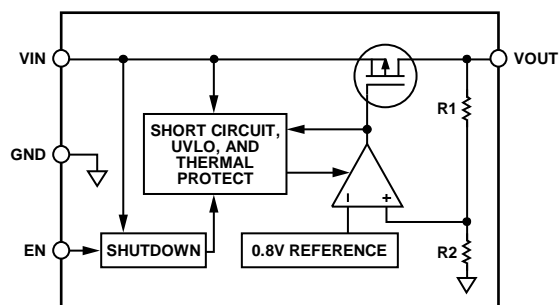 VIN
VOUT
R1
SHORT CIRCUIT,
UVLO, AND
THERMAL
PROTECT
GND
– +
EN
SHUTDOWN
0.8V REFERENCE
R2